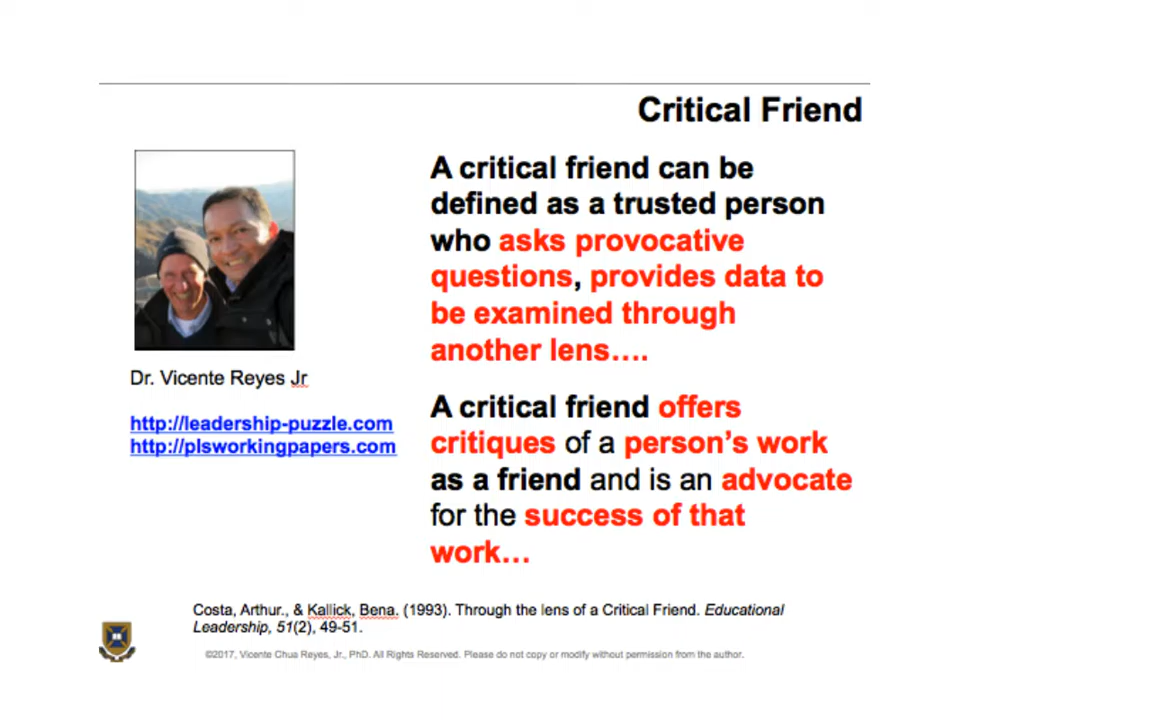 Critical Friend
A critical friend can be
defined as a trusted person
who asks provocative
questions, provides data to
be examined through
another lens….
A critical friend offers
critiques of a person’s work
as a friend and is an advocate
for the success of that
work…
Dr. Vicente Reyes Jr
http://leadership-puzzle.com
http://plsworkingpapers.com
Costa, Arthur., & Kallick, Bena. (1993). Through the lens of a Critical Friend. Educational
Leadership, 51(2), 49-51.
©2017, Vicente Chua Reyes, Jr., PhD. All Rights Reserved. Please do not copy or modify without permission from the author.